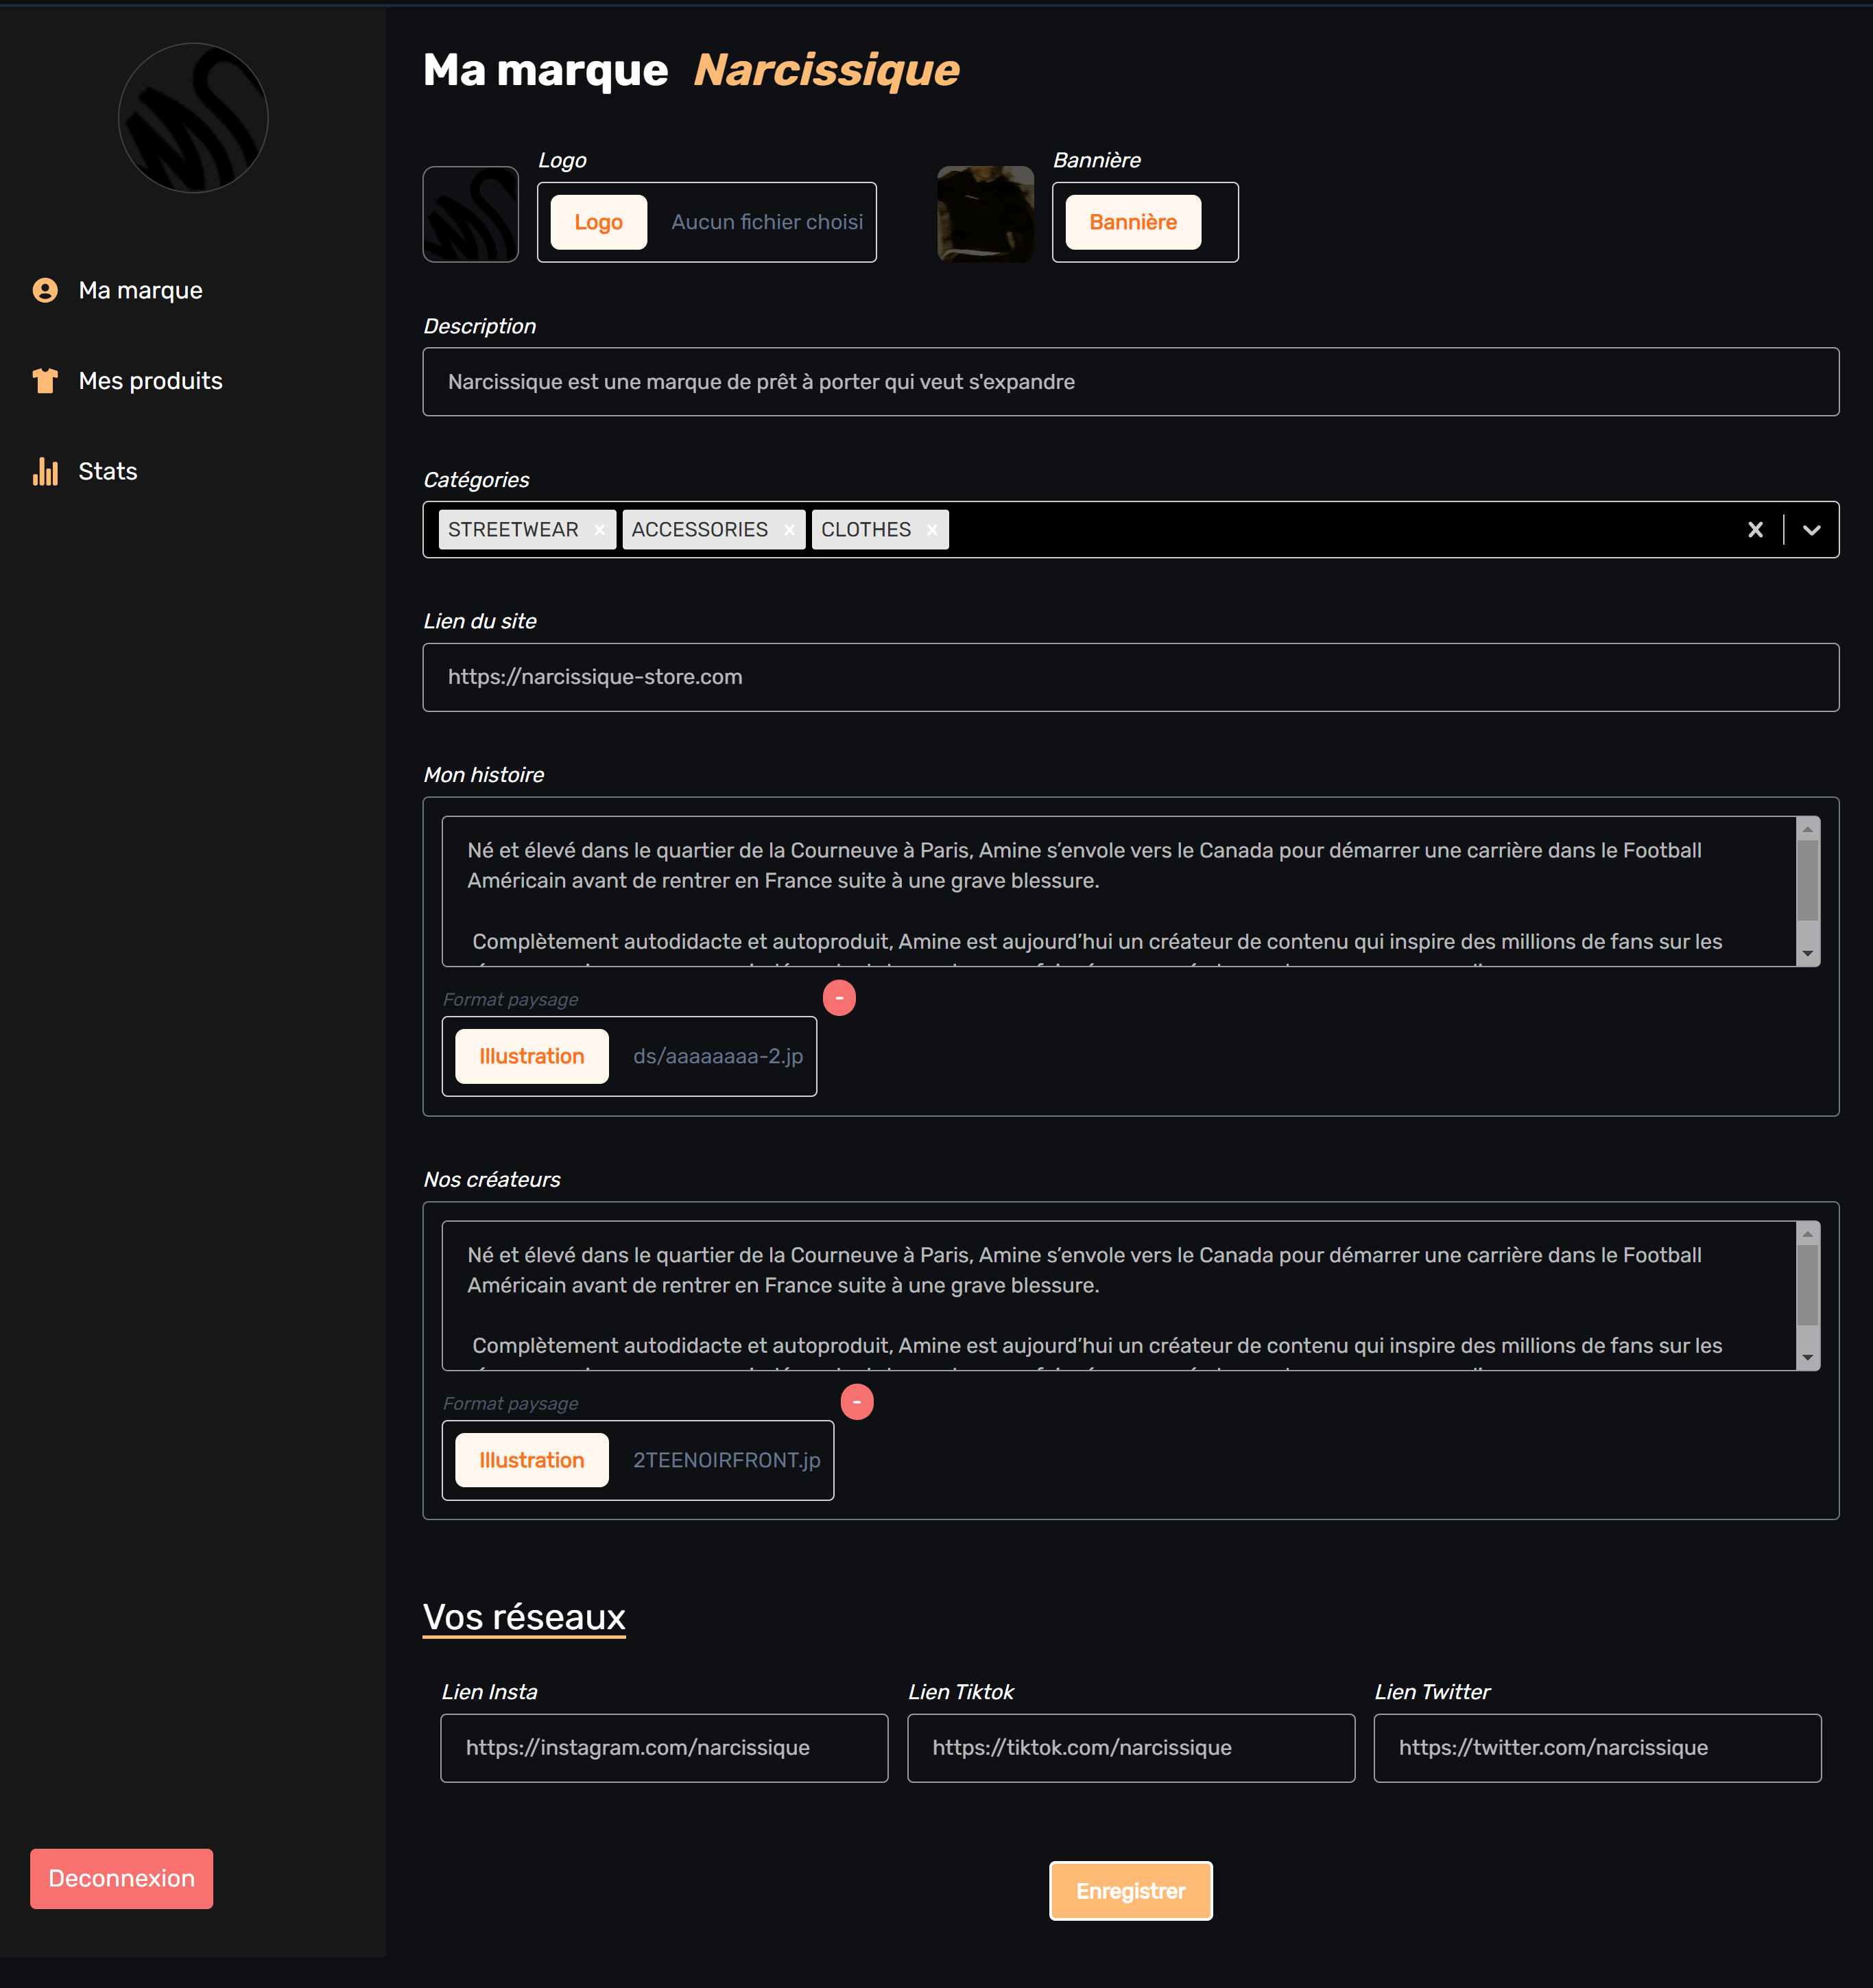 Ma marque Narcissique
Ma marque
Mes produits
Stats
Deconnexion
Logo
Logo Aucun fichier choisi
Bannière
Bannière
Description
Narcissique est une marque de prêt à porter qui veut s'expandre
Catégories
STREETWEAR × ACCESSORIES × CLOTHES ×
Lien du site
https://narcissique-store.com
Mon histoire
Né et élevé dans le quartier de la Courneuve à Paris, Amine s’envole vers le Canada pour démarrer une carrière dans le Football
Américain avant de rentrer en France suite à une grave blessure.
Complètement autodidacte et autoproduit, Amine est aujourd’hui un créateur de contenu qui inspire des millions de fans sur les
Format paysage
-
Illustration ds/aaaaaaaa-2.jp
Nos créateurs
Né et élevé dans le quartier de la Courneuve à Paris, Amine s’envole vers le Canada pour démarrer une carrière dans le Football
Américain avant de rentrer en France suite à une grave blessure.
Complètement autodidacte et autoproduit, Amine est aujourd’hui un créateur de contenu qui inspire des millions de fans sur les
Format paysage
-
Illustration 2TEENOIRFRONT.jp
Vos réseaux
Lien Insta
https://instagram.com/narcissique
Lien Tiktok
https://tiktok.com/narcissique
Lien Twitter
https://twitter.com/narcissique
Enregistrer